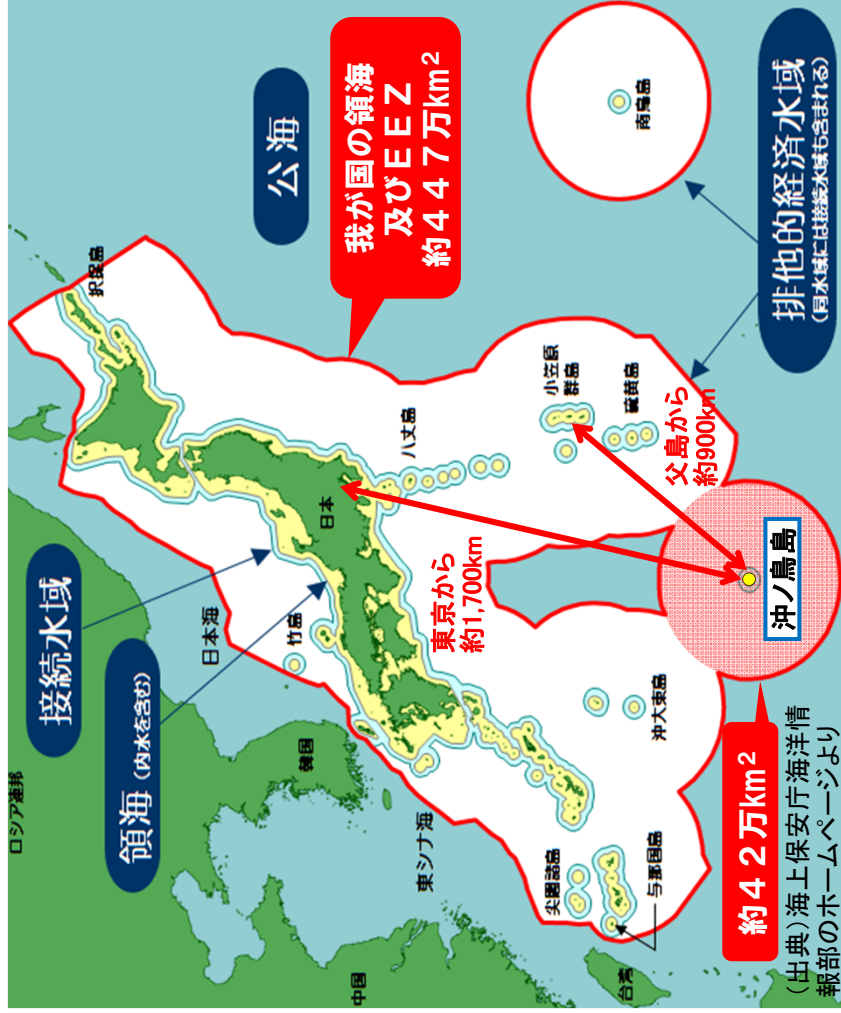 ロシア連邦
接続水域
領海(内水を含む)
日本海
竹島
韓国
中国
東シナ海
択捉島
公海
我が国の領海
及びＥＥＺ
約４４７万km²
日本
八丈島
東京から
約1,700km
小笠原
群島
硫黄島
父島から
約900km
南鳥島
尖閣諸島
与那国島
台湾
沖大東島
沖ノ鳥島
約４２万km²
排他的経済水域
(同水域には接続水域も含まれる)
(出典)海上保安庁海洋情
報部のホームページより